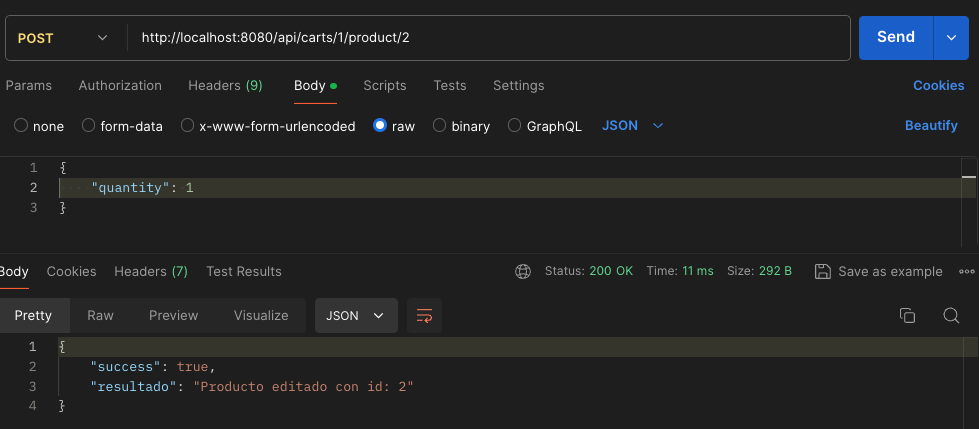 POST http://localhost:8080/api/carts/1/product/2 Send
Params Authorization Headers (9) Body Scripts Tests Settings Cookies
none form-data x-www-form-urlencoded raw binary GraphQL JSON Beautify
1 {
2 "quantity": 1
3 }
Body Cookies Headers (7) Test Results Status: 200 OK Time: 11 ms Size: 292 B Save as example
Pretty Raw Preview Visualize JSON
1 {
2 "success": true,
3 "resultado": "Producto editado con id: 2"
4 }